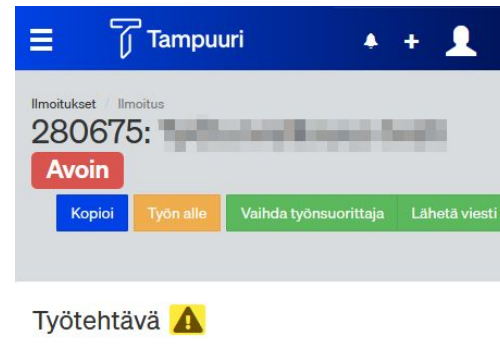 Tampuuri
Ilmoitukset / Ilmoitus
280675:
Avoin
Kopioi Työn alle Vaihda työnsuorittaja Lähetä viesti
Työtehtävä